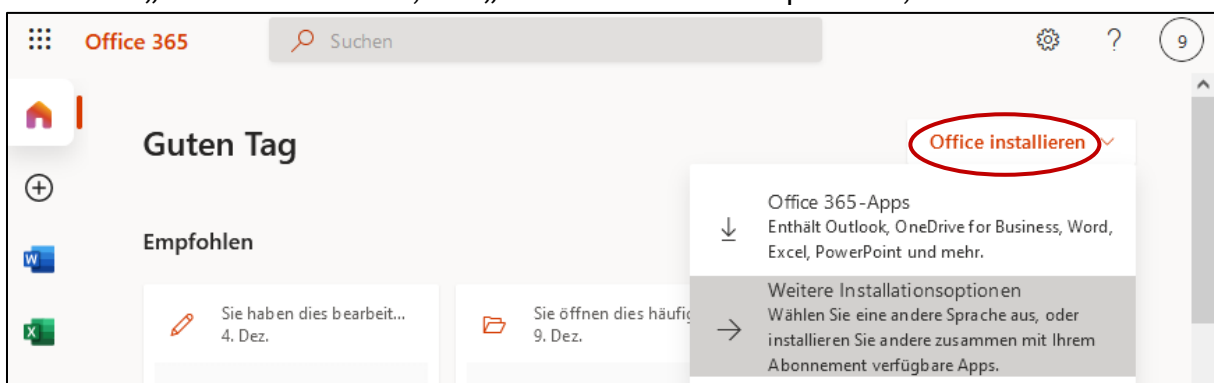 Office 365
Suchen
?
9
Guten Tag
Office installieren
Office 365-Apps
Enthält Outlook, OneDrive for Business, Word,
Excel, PowerPoint und mehr.
Empfohlen
W
Weitere Installationsoptionen
Wählen Sie eine andere Sprache aus, oder
installieren Sie andere zusammen mit Ihrem
Abonnement verfügbare Apps.
Sie haben dies bearbeit...
4. Dez.
Sie öffnen dies häufig
9. Dez.
X